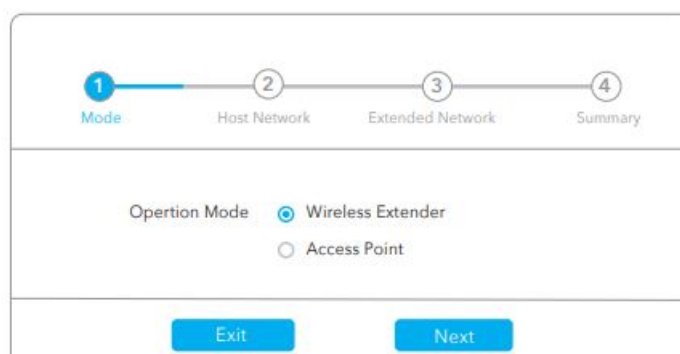 1 2 3 4
Mode Host Network Extended Network Summary
Opertion Mode Wireless Extender
Access Point
Exit Next